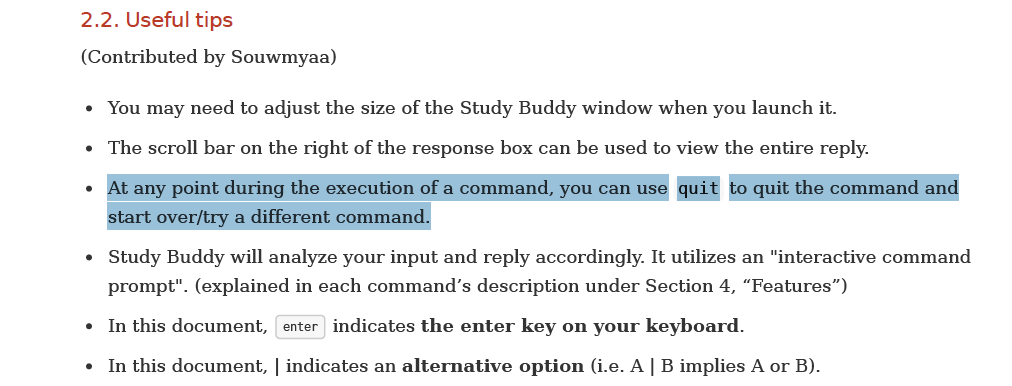 2.2. Useful tips
(Contributed by Souwmyaa)
• You may need to adjust the size of the Study Buddy window when you launch it.
• The scroll bar on the right of the response box can be used to view the entire reply.
• At any point during the execution of a command, you can use quit to quit the command and
start over/try a different command.
• Study Buddy will analyze your input and reply accordingly. It utilizes an "interactive command
prompt". (explained in each command’s description under Section 4, “Features”)
• In this document, enter indicates the enter key on your keyboard.
• In this document, | indicates an alternative option (i.e. A | B implies A or B).